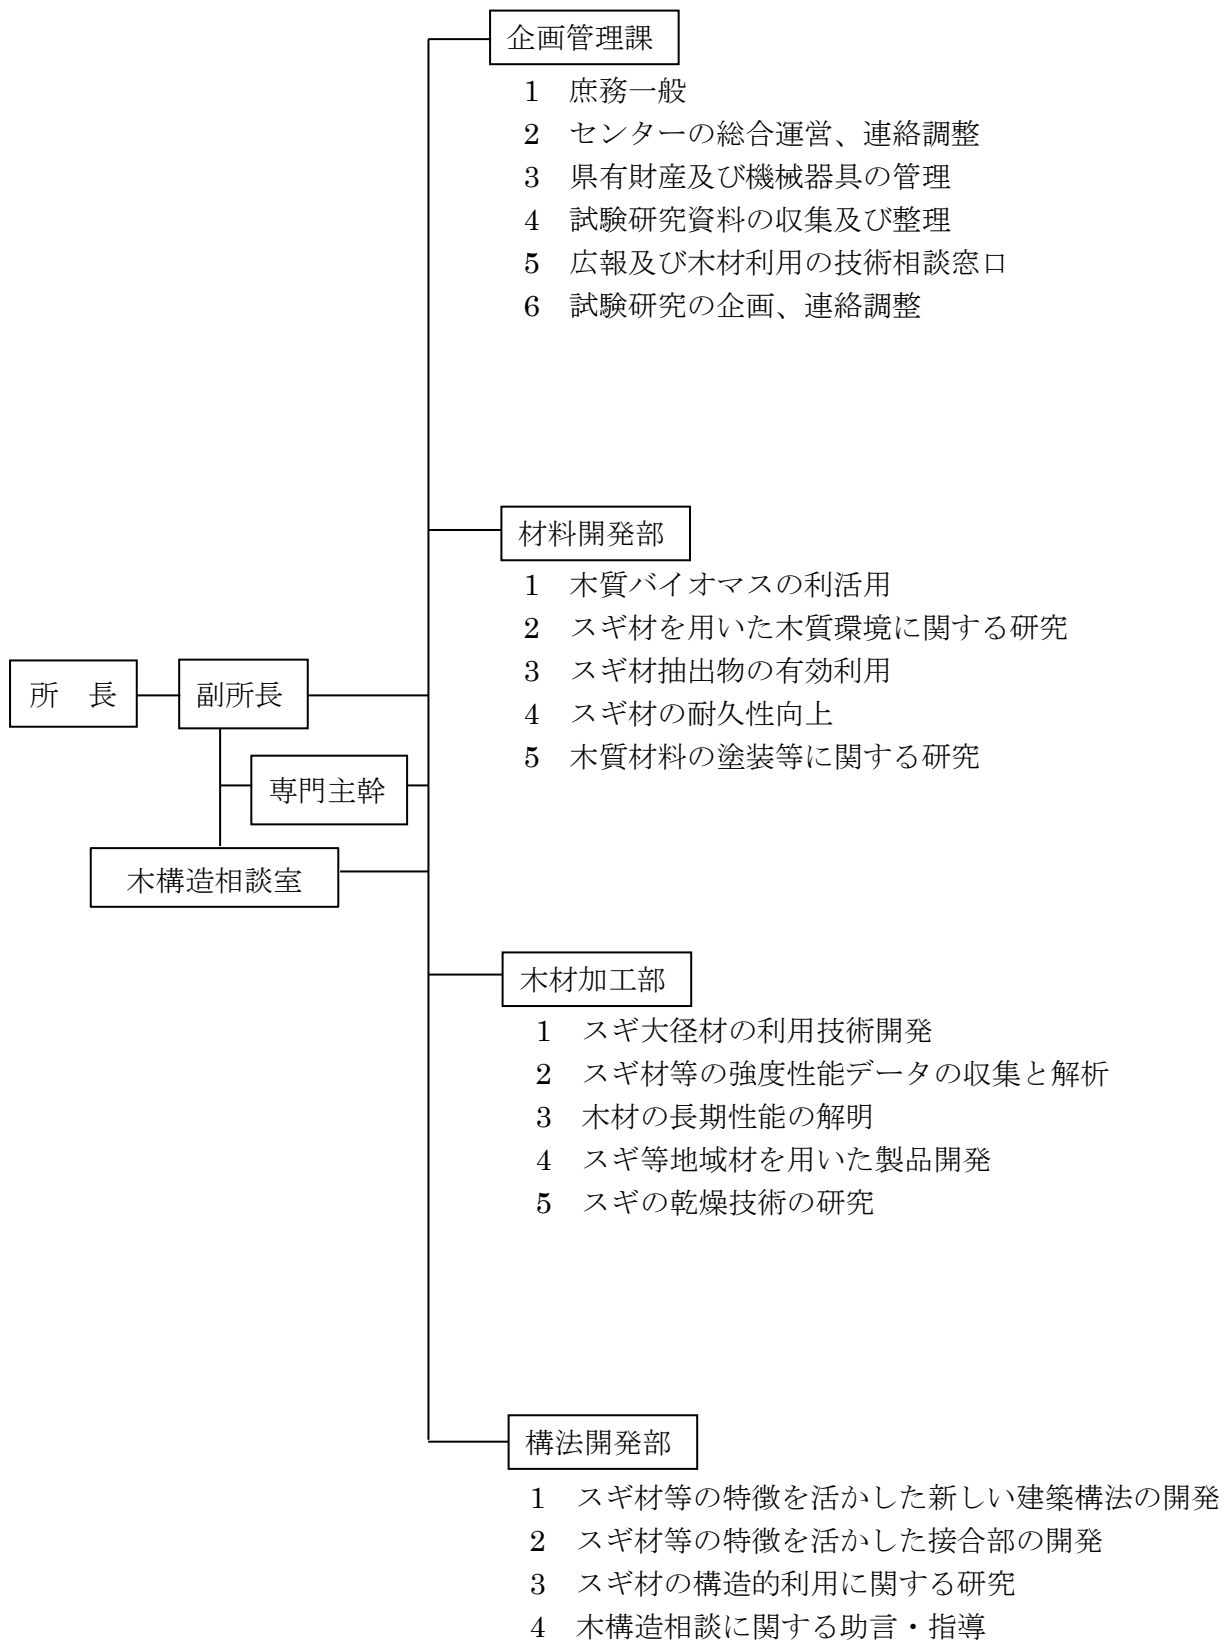 企画管理課
1 庶務一般
2 センターの総合運営、連絡調整
3 県有財産及び機械器具の管理
4 試験研究資料の収集及び整理
5 広報及び木材利用の技術相談窓口
6 試験研究の企画、連絡調整
材料開発部
1 木質バイオマスの利活用
2 スギ材を用いた木質環境に関する研究
3 スギ材抽出物の有効利用
4 スギ材の耐久性向上
5 木質材料の塗装等に関する研究
所　長
副所長
専門主幹
木構造相談室
木材加工部
1 スギ大径材の利用技術開発
2 スギ材等の強度性能データの収集と解析
3 木材の長期性能の解明
4 スギ等地域材を用いた製品開発
5 スギの乾燥技術の研究
構法開発部
1 スギ材等の特徴を活かした新しい建築構法の開発
2 スギ材等の特徴を活かした接合部の開発
3 スギ材の構造的利用に関する研究
4 木構造相談に関する助言・指導